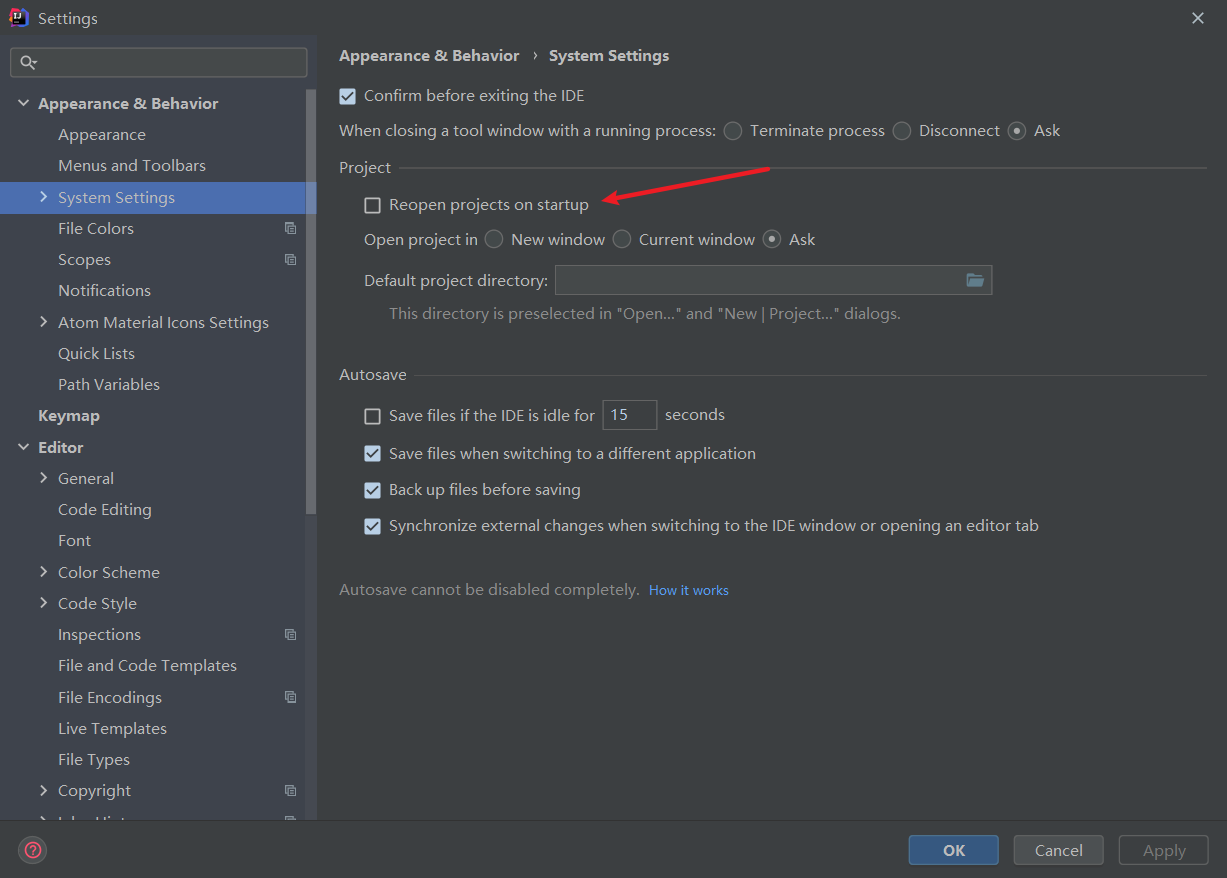 Settings
Appearance & Behavior
Appearance
Menus and Toolbars
System Settings
File Colors
Scopes
Notifications
Atom Material Icons Settings
Quick Lists
Path Variables
Keymap
Editor
General
Code Editing
Font
Color Scheme
Code Style
Inspections
File and Code Templates
File Encodings
Live Templates
File Types
Copyright
Appearance & Behavior › System Settings
Confirm before exiting the IDE
When closing a tool window with a running process: Terminate process Disconnect Ask
Project
Reopen projects on startup
Open project in New window Current window Ask
Default project directory:
This directory is preselected in "Open..." and "New | Project..." dialogs.
Autosave
Save files if the IDE is idle for 15 seconds
Save files when switching to a different application
Back up files before saving
Synchronize external changes when switching to the IDE window or opening an editor tab
Autosave cannot be disabled completely. How it works
OK Cancel Apply